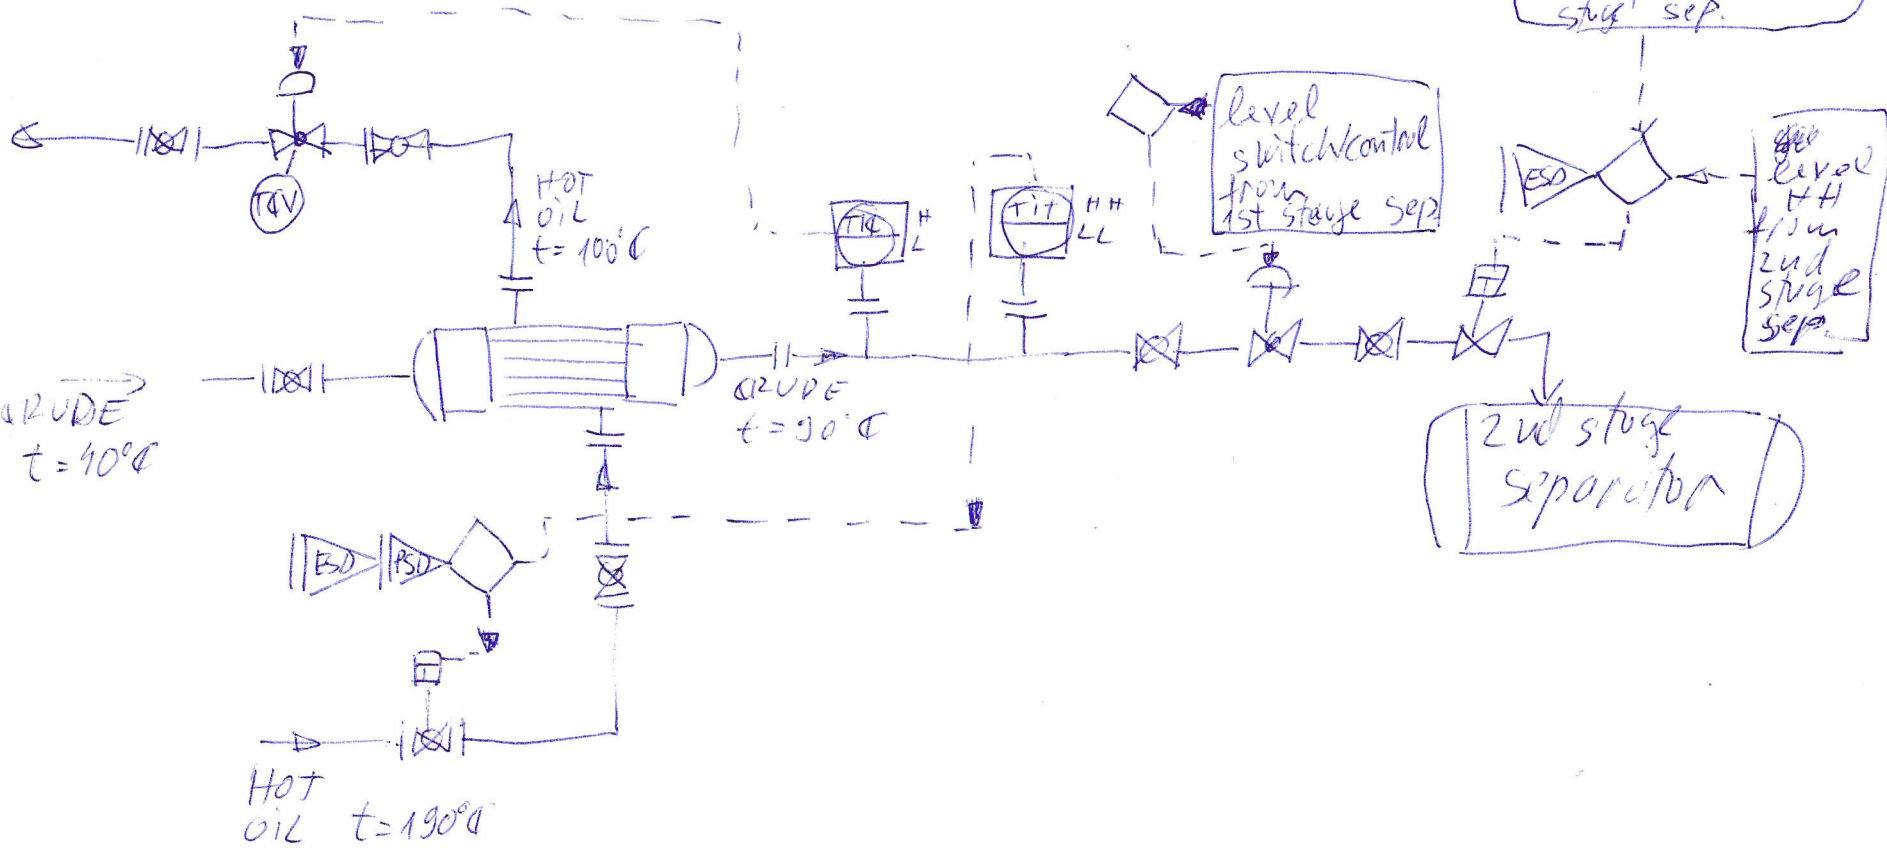 stage sep.
level
switch/control
from
1st stage sep.
ESD
level
HH
from
2nd
stage
sep.
TCV
HOT
OIL
t=100°C
TIC
H
L
TIT
HH
LL
CRUDE
t=40°C
CRUDE
t=90°C
2nd stage
separator
ESD
PSD
HOT
OIL t=190°C